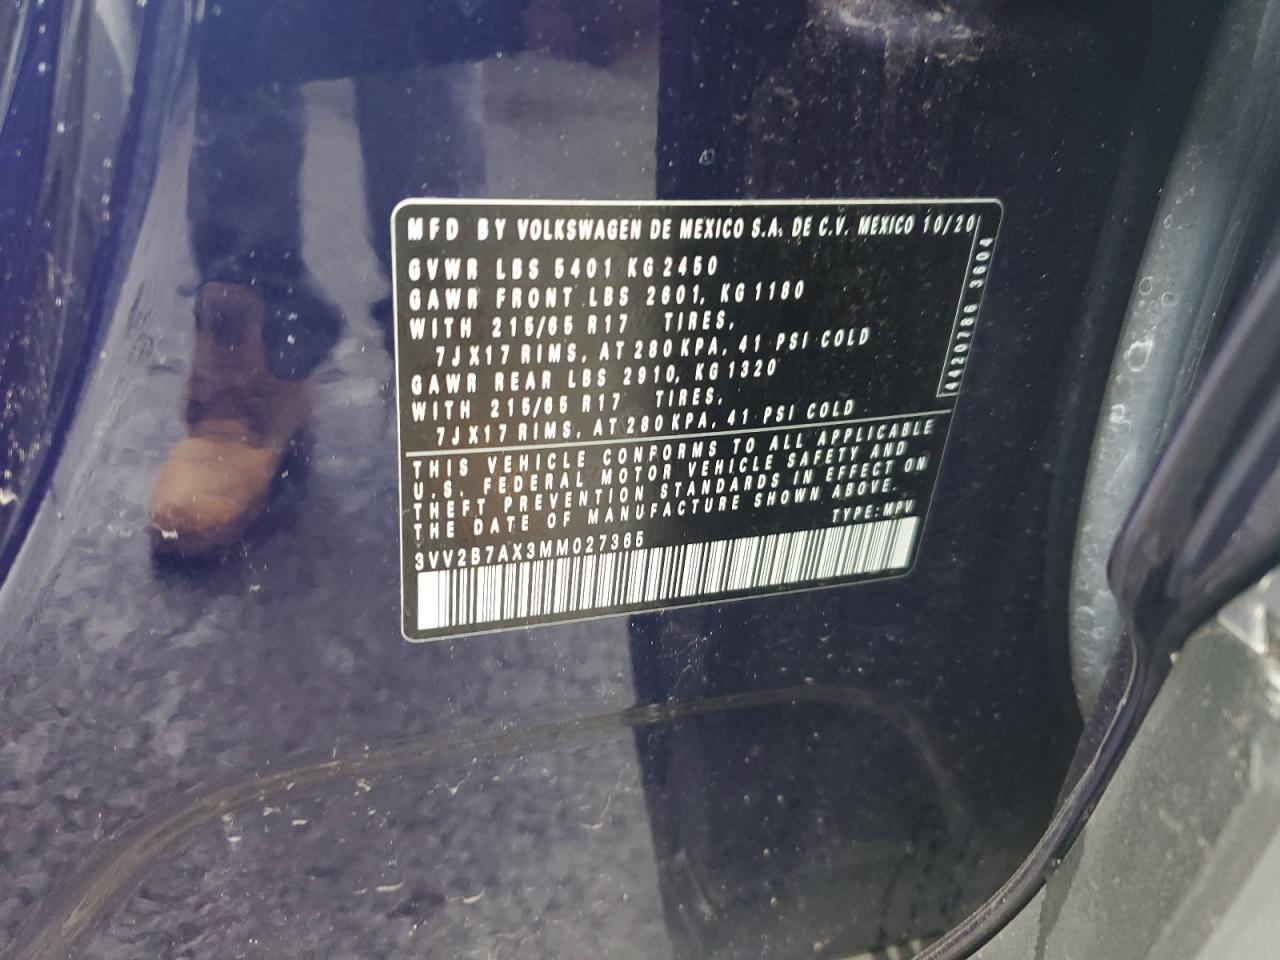 MFD BY VOLKSWAGEN DE MEXICO S.A. DE C.V. MEXICO 10/20
GVWR LBS 5401 KG 2450
GAWR FRONT LBS 2601, KG 1180
WITH 215/65 R17 TIRES,
7JX17 RIMS, AT 280 KPA, 41 PSI COLD
GAWR REAR LBS 2910, KG 1320
WITH 215/65 R17 TIRES,
7JX17 RIMS, AT 280 KPA, 41 PSI COLD
THIS VEHICLE CONFORMS TO ALL APPLICABLE
U.S. FEDERAL MOTOR VEHICLE SAFETY AND
THEFT PREVENTION STANDARDS IN EFFECT ON
THE DATE OF MANUFACTURE SHOWN ABOVE.
3VV2B7AX3MM027365 TYPE:MPV